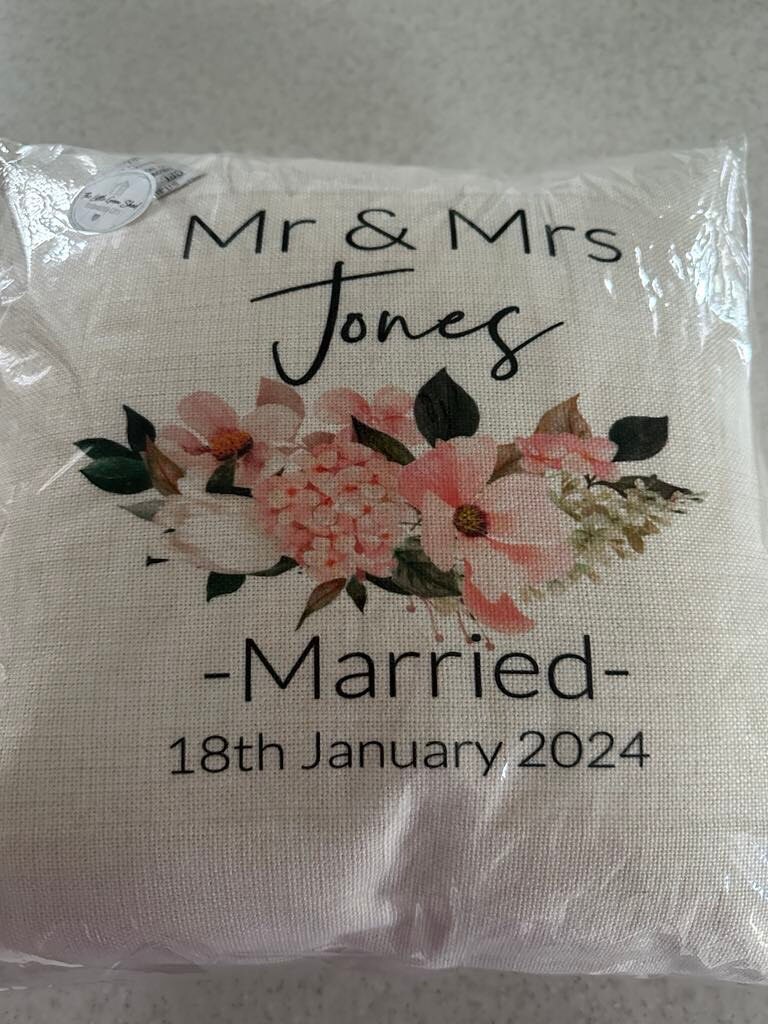 Mr & Mrs
Jones
-Married-
18th January 2024